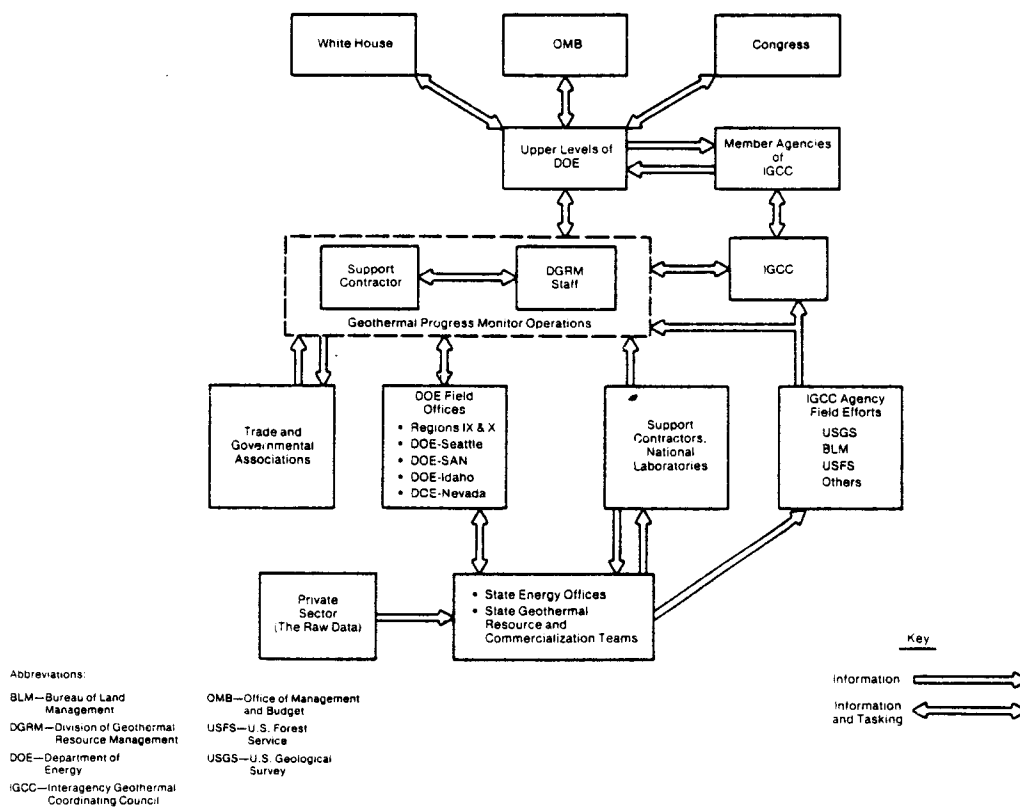 White House
OMB
Congress
Upper Levels of
DOE
Member Agencies
of
IGCC
Support
Contractor
DGRM
Staff
IGCC
Geothermal Progress Monitor Operations
Trade and
Governmental
Associations
DOE Field
Offices
• Regions IX & X
• DOE-Seattle
• DOE-SAN
• DOE-Idaho
• DCE-Nevada
Support
Contractors,
National
Laboratories
IGCC Agency
Field Efforts
USGS
BLM
USFS
Others
Private
Sector
(The Raw Data)
• State Energy Offices
• State Geothermal
Resource and
Commercialization Teams
Key
Information
Information
and Tasking
Abbreviations:
BLM—Bureau of Land
Management
DGRM—Division of Geothermal
Resource Management
DOE—Department of
Energy
IGCC—Interagency Geothermal
Coordinating Council
OMB—Office of Management
and Budget
USFS—U.S. Forest
Service
USGS—U.S. Geological
Survey